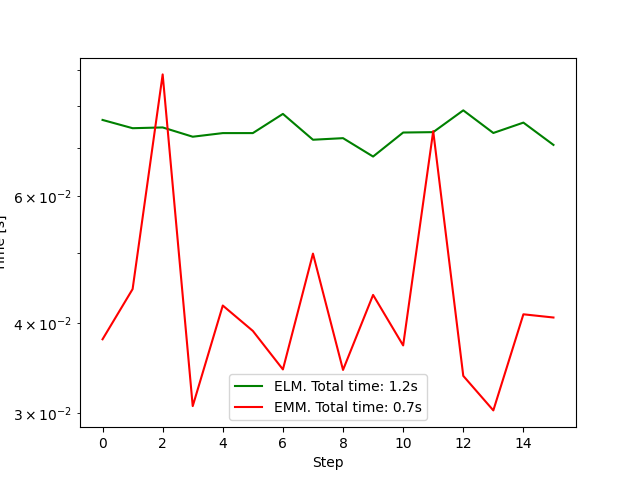 6 × 10⁻²
4 × 10⁻²
3 × 10⁻²
Time [s]
0 2 4 6 8 10 12 14
Step
ELM. Total time: 1.2s
EMM. Total time: 0.7s